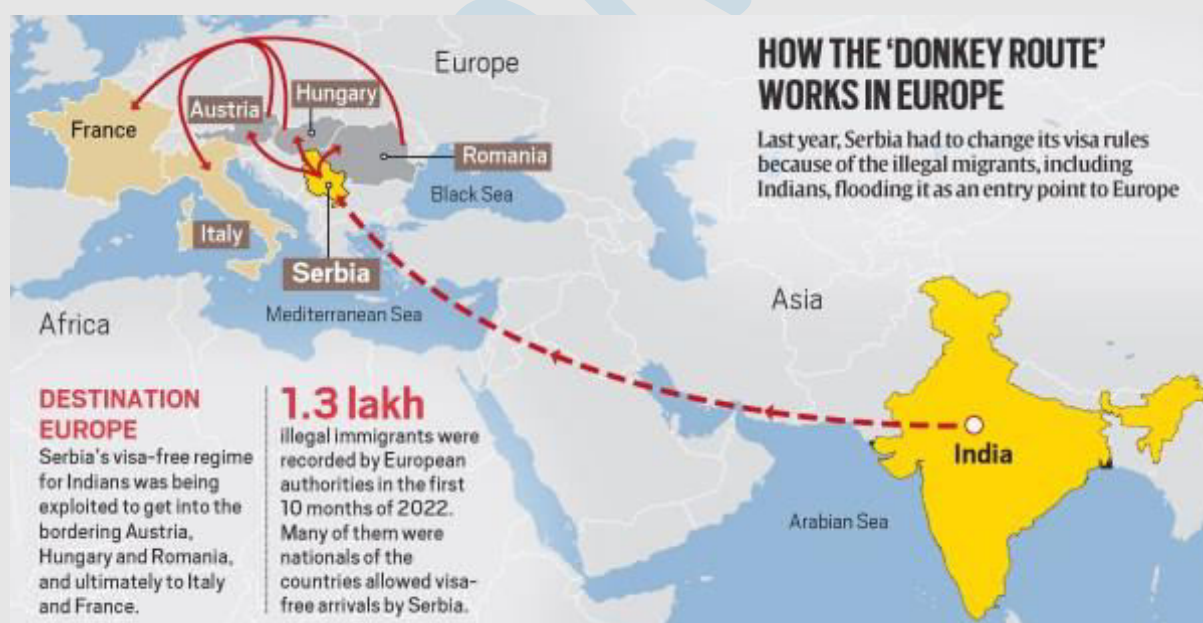 HOW THE ‘DONKEY ROUTE’
WORKS IN EUROPE
Last year, Serbia had to change its visa rules
because of the illegal migrants, including
Indians, flooding it as an entry point to Europe
Europe
Hungary
Austria
France
Romania
Black Sea
Italy
Serbia
Mediterranean Sea
Africa
Asia
India
Arabian Sea
DESTINATION
EUROPE
Serbia’s visa-free regime
for Indians was being
exploited to get into the
bordering Austria,
Hungary and Romania,
and ultimately to Italy
and France.
1.3 lakh
illegal immigrants were
recorded by European
authorities in the first
10 months of 2022.
Many of them were
nationals of the
countries allowed visa-
free arrivals by Serbia.